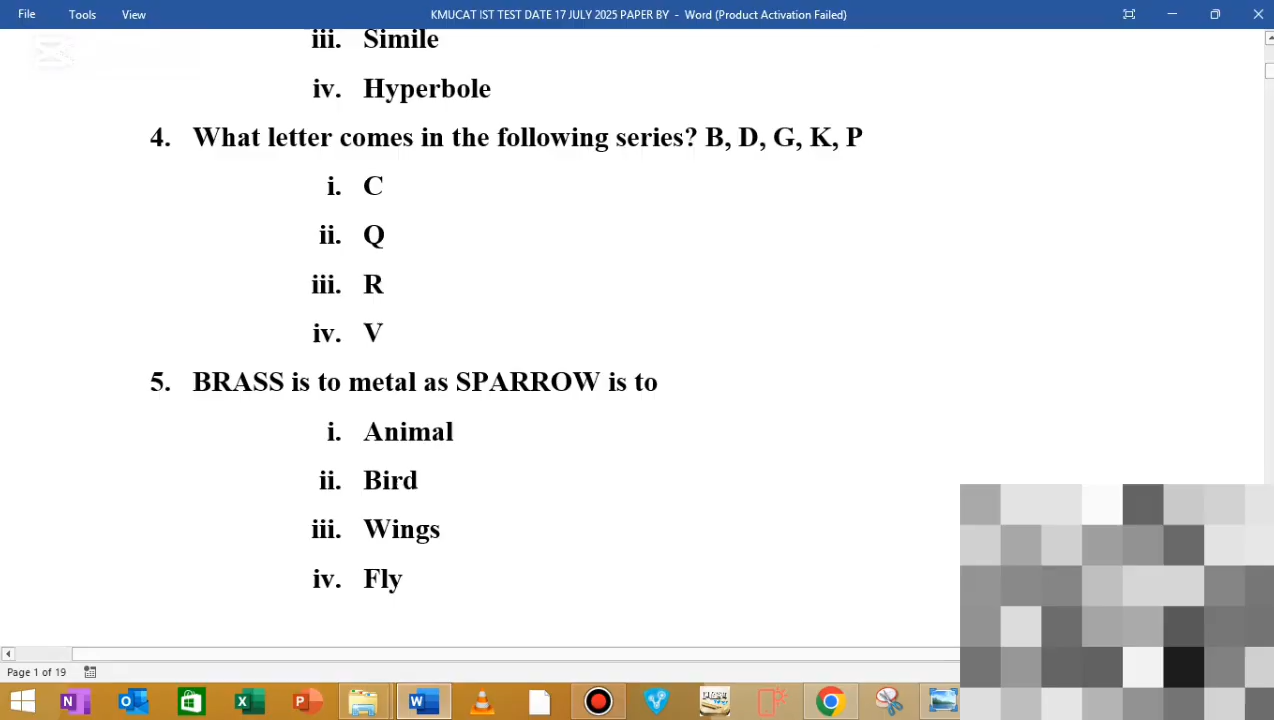 File Tools View KMUCAT IST TEST DATE 17 JULY 2025 PAPER BY - Word (Product Activation Failed)
iii. Simile
iv. Hyperbole
4. What letter comes in the following series? B, D, G, K, P
i. C
ii. Q
iii. R
iv. V
5. BRASS is to metal as SPARROW is to
i. Animal
ii. Bird
iii. Wings
iv. Fly
Page 1 of 19